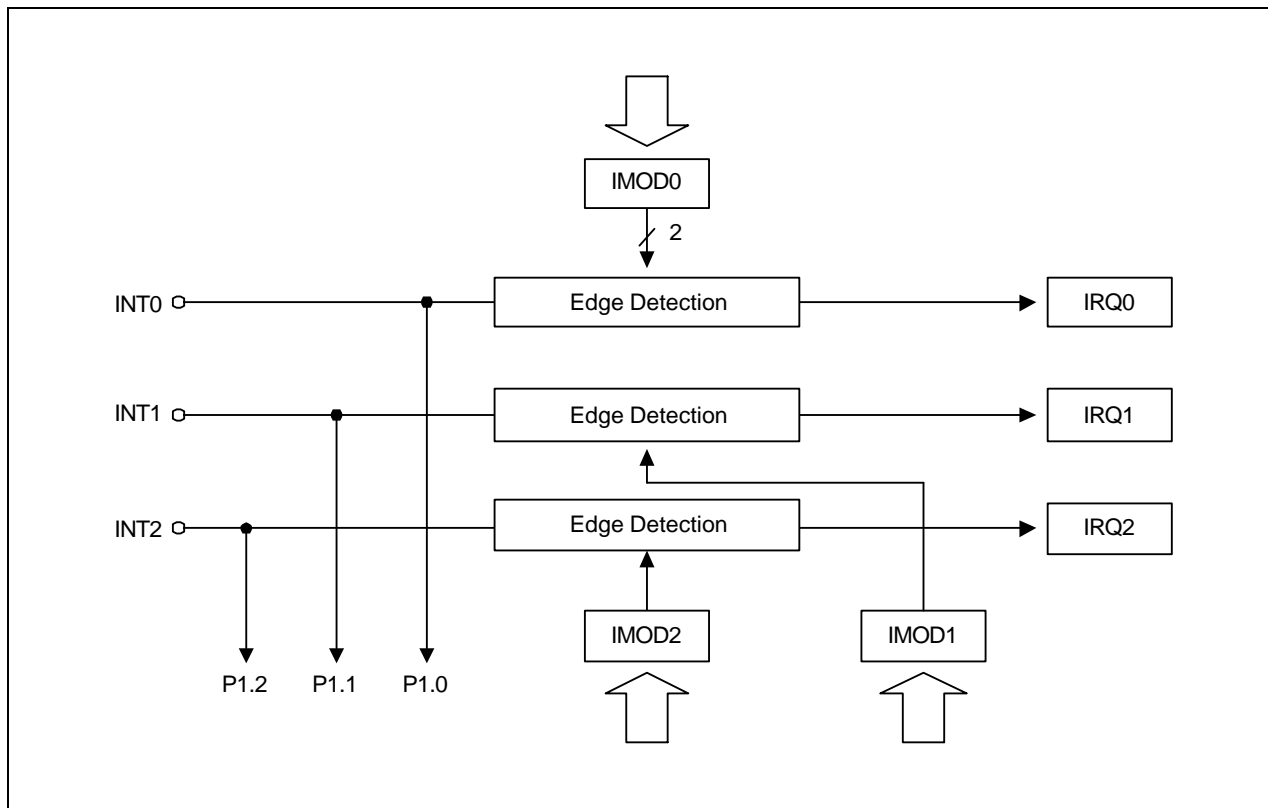 IMOD0
2
INT0 Edge Detection IRQ0
INT1 Edge Detection IRQ1
INT2 Edge Detection IRQ2
IMOD2 IMOD1
P1.2 P1.1 P1.0